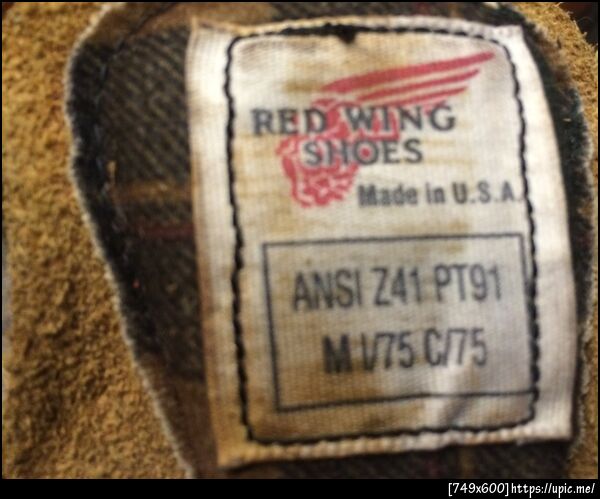 RED WING
SHOES
Made in U.S.A.
ANSI Z41 PT91
M I/75 C/75
[749x600]https://upic.me/